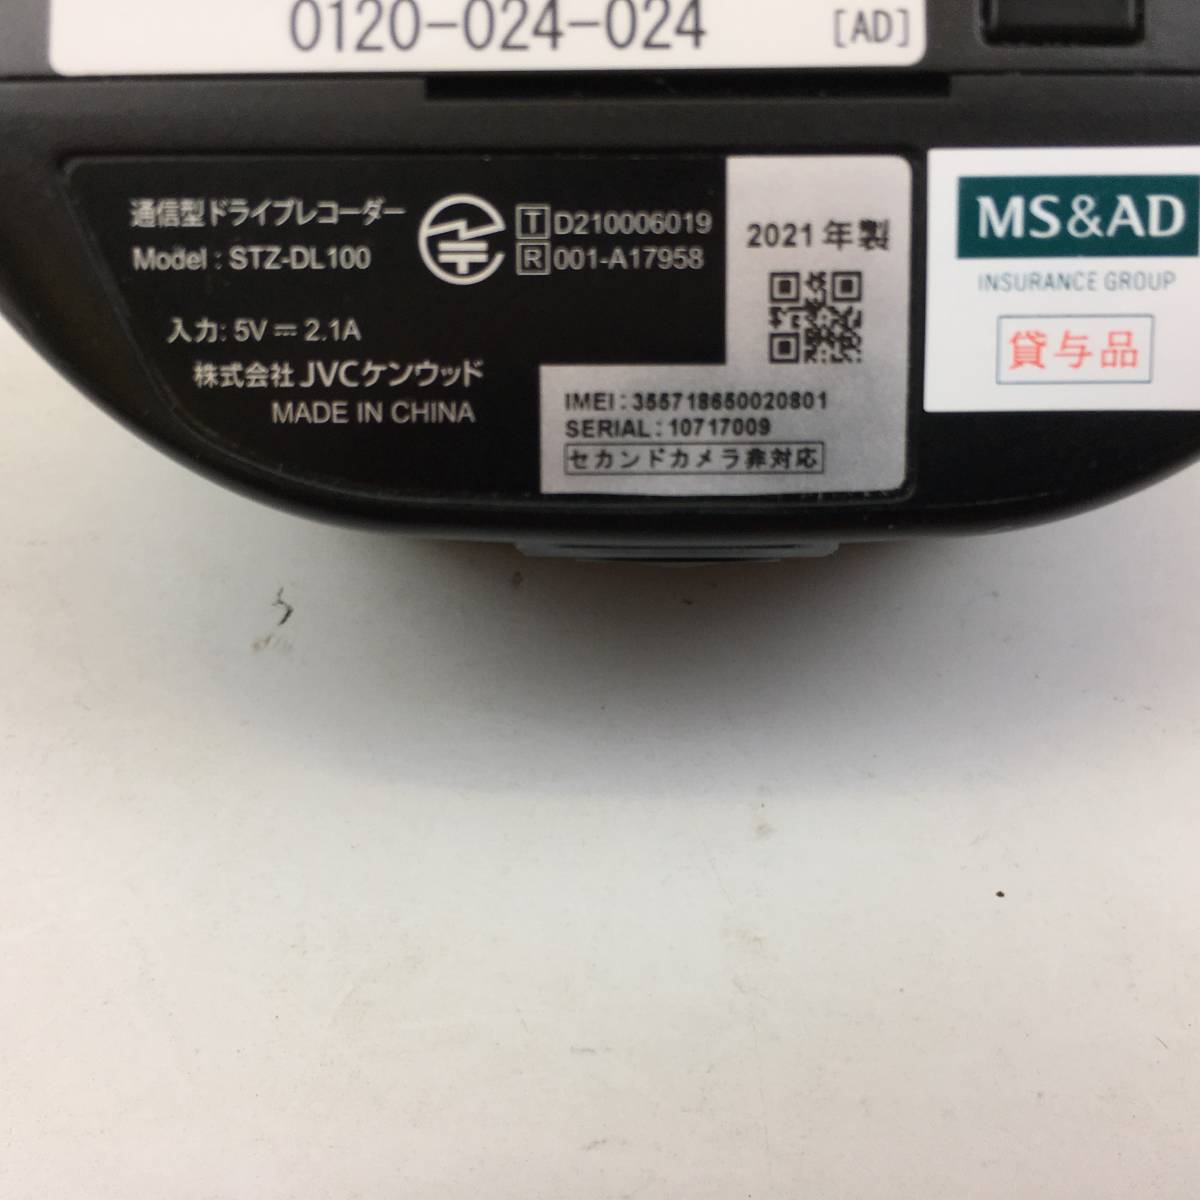 0120-024-024 [AD]
通信型ドライブレコーダー
Model : STZ-DL100
T D210006019
R 001-A17958
入力: 5V ⎓ 2.1A
株式会社 JVCケンウッド
MADE IN CHINA
2021年製
IMEI : 355718650020801
SERIAL : 10717009
セカンドカメラ非対応
MS&AD
INSURANCE GROUP
貸与品